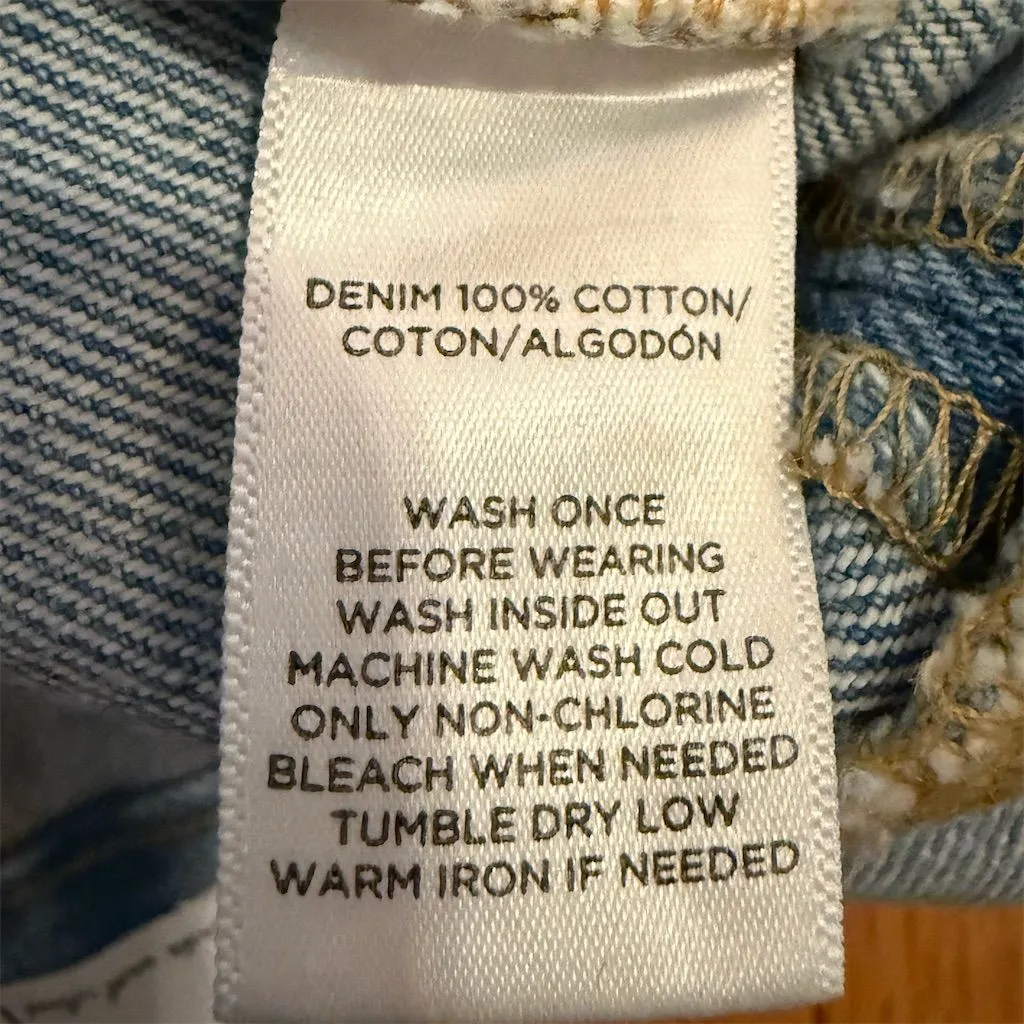 DENIM 100% COTTON/
COTON/ALGODÓN
WASH ONCE
BEFORE WEARING
WASH INSIDE OUT
MACHINE WASH COLD
ONLY NON-CHLORINE
BLEACH WHEN NEEDED
TUMBLE DRY LOW
WARM IRON IF NEEDED